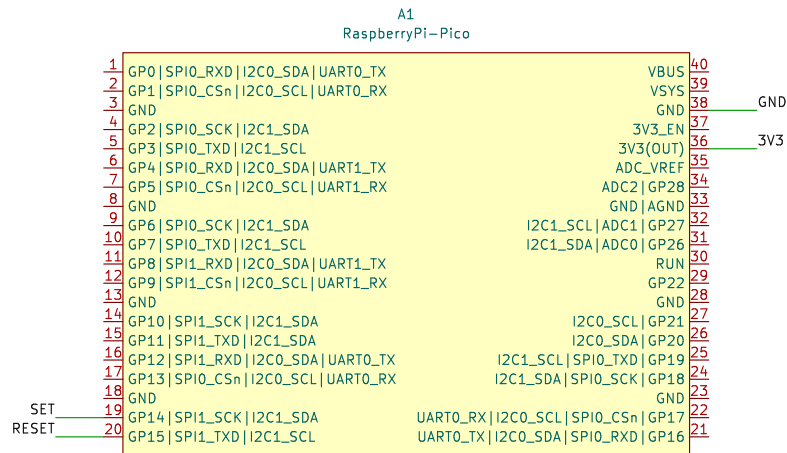 A1
RaspberryPi-Pico
1 GP0|SPI0_RXD|I2C0_SDA|UART0_TX VBUS 40
2 GP1|SPI0_CSn|I2C0_SCL|UART0_RX VSYS 39
3 GND GND 38 GND
4 GP2|SPI0_SCK|I2C1_SDA 3V3_EN 37
5 GP3|SPI0_TXD|I2C1_SCL 3V3(OUT) 36 3V3
6 GP4|SPI0_RXD|I2C0_SDA|UART1_TX ADC_VREF 35
7 GP5|SPI0_CSn|I2C0_SCL|UART1_RX ADC2|GP28 34
8 GND GND|AGND 33
9 GP6|SPI0_SCK|I2C1_SDA I2C1_SCL|ADC1|GP27 32
10 GP7|SPI0_TXD|I2C1_SCL I2C1_SDA|ADC0|GP26 31
11 GP8|SPI1_RXD|I2C0_SDA|UART1_TX RUN 30
12 GP9|SPI1_CSn|I2C0_SCL|UART1_RX GP22 29
13 GND GND 28
14 GP10|SPI1_SCK|I2C1_SDA I2C0_SCL|GP21 27
15 GP11|SPI1_TXD|I2C1_SDA I2C0_SDA|GP20 26
16 GP12|SPI1_RXD|I2C0_SDA|UART0_TX I2C1_SCL|SPI0_TXD|GP19 25
17 GP13|SPI0_CSn|I2C0_SCL|UART0_RX I2C1_SDA|SPI0_SCK|GP18 24
18 GND GND 23
SET 19 GP14|SPI1_SCK|I2C1_SDA UART0_RX|I2C0_SCL|SPI0_CSn|GP17 22
RESET 20 GP15|SPI1_TXD|I2C1_SCL UART0_TX|I2C0_SDA|SPI0_RXD|GP16 21